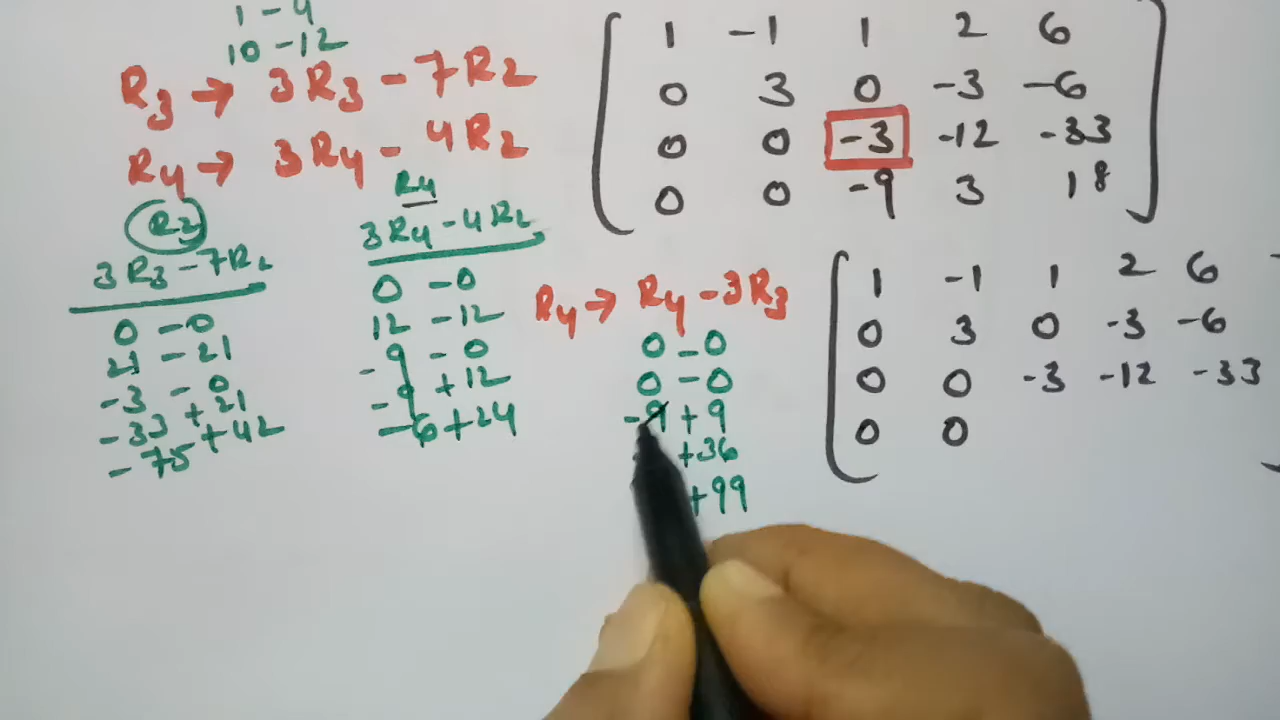 1 - 4
10 - 12
R3 → 3R3 - 7R2
R4 → 3R4 - 4R2
1 -1 1 2 6
0 3 0 -3 -6
0 0 -3 -12 -33
0 0 -9 3 18
R3
3R3 - 7R2
0 - 0
21 - 21
-3 - 0
-33 + 21
-75 + 42
R4
3R4 - 4R2
0 - 0
12 - 12
-9 - 0
-9 + 12
-6 + 24
R4 → R4 - 3R3
0 - 0
0 - 0
-9 + 9
+36
+99
1 -1 1 2 6
0 3 0 -3 -6
0 0 -3 -12 -33
0 0